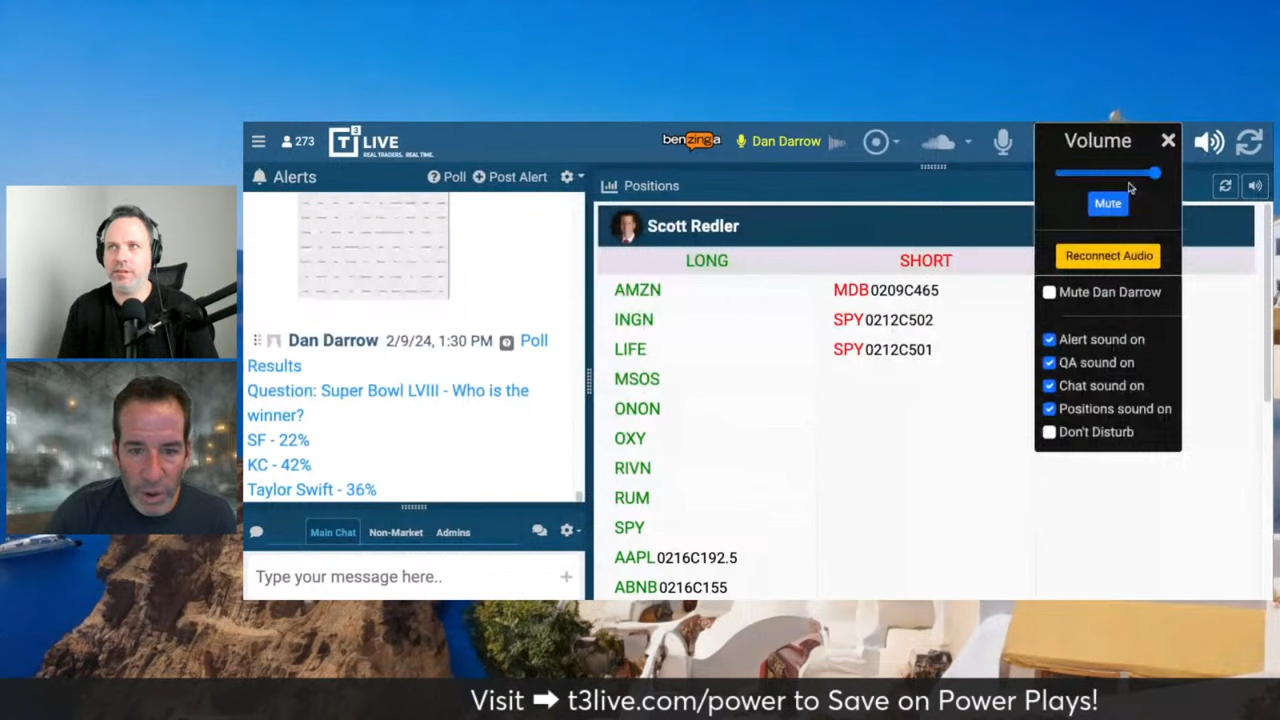 273
T3 LIVE
REAL TRADERS. REAL TIME.
benzinga
Dan Darrow
Alerts
Poll
Post Alert
Dan Darrow 2/9/24, 1:30 PM Poll
Results
Question: Super Bowl LVIII - Who is the
winner?
SF - 22%
KC - 42%
Taylor Swift - 36%
Main Chat
Non-Market
Admins
Type your message here..
Positions
Scott Redler
LONG
SHORT
AMZN
MDB0209C465
INGN
SPY0212C502
LIFE
SPY0212C501
MSOS
ONON
OXY
RIVN
RUM
SPY
AAPL0216C192.5
ABNB0216C155
Volume
Mute
Reconnect Audio
Mute Dan Darrow
Alert sound on
QA sound on
Chat sound on
Positions sound on
Don't Disturb
Visit ➡ t3live.com/power to Save on Power Plays!